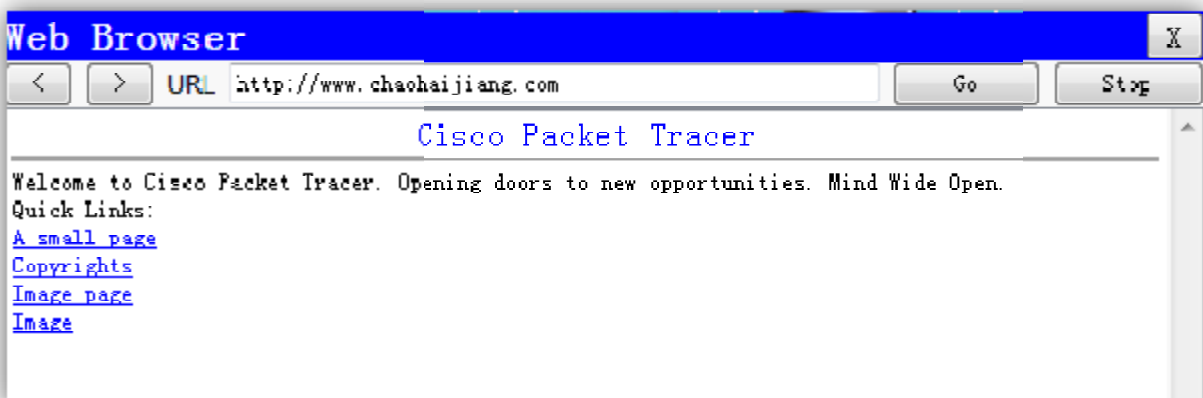 Web Browser X
< > URL http://www.chaohaijiang.com Go Stop
Cisco Packet Tracer
Welcome to Cisco Packet Tracer. Opening doors to new opportunities. Mind Wide Open.
Quick Links:
A small page
Copyrights
Image page
Image